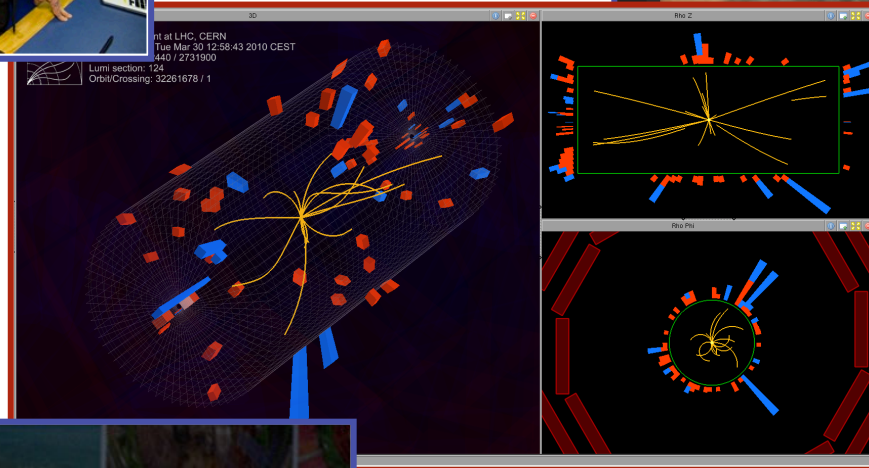 3D
nt at LHC, CERN
Tue Mar 30 12:58:43 2010 CEST
440 / 2731900
Lumi section: 124
Orbit/Crossing: 32261678 / 1
Rho Z
Rho Phi